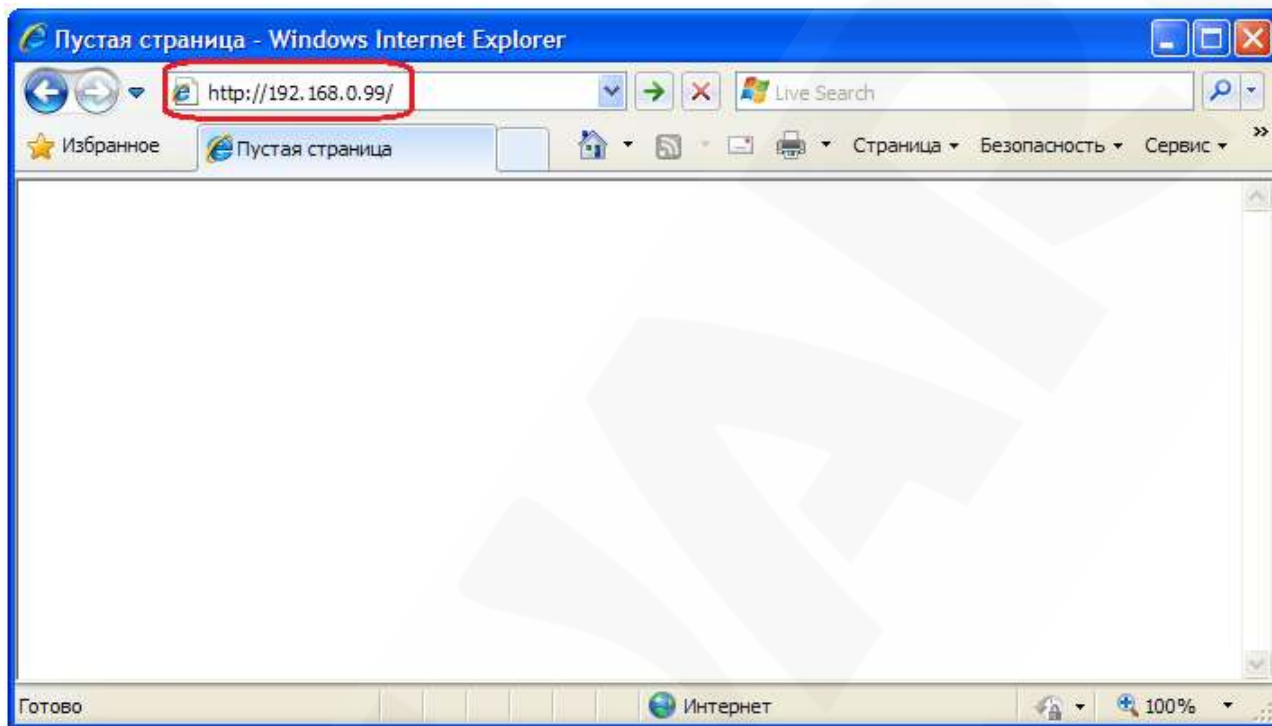 Пустая страница - Windows Internet Explorer
http://192.168.0.99/ Live Search
Избранное Пустая страница Страница Безопасность Сервис »
Готово Интернет 100%